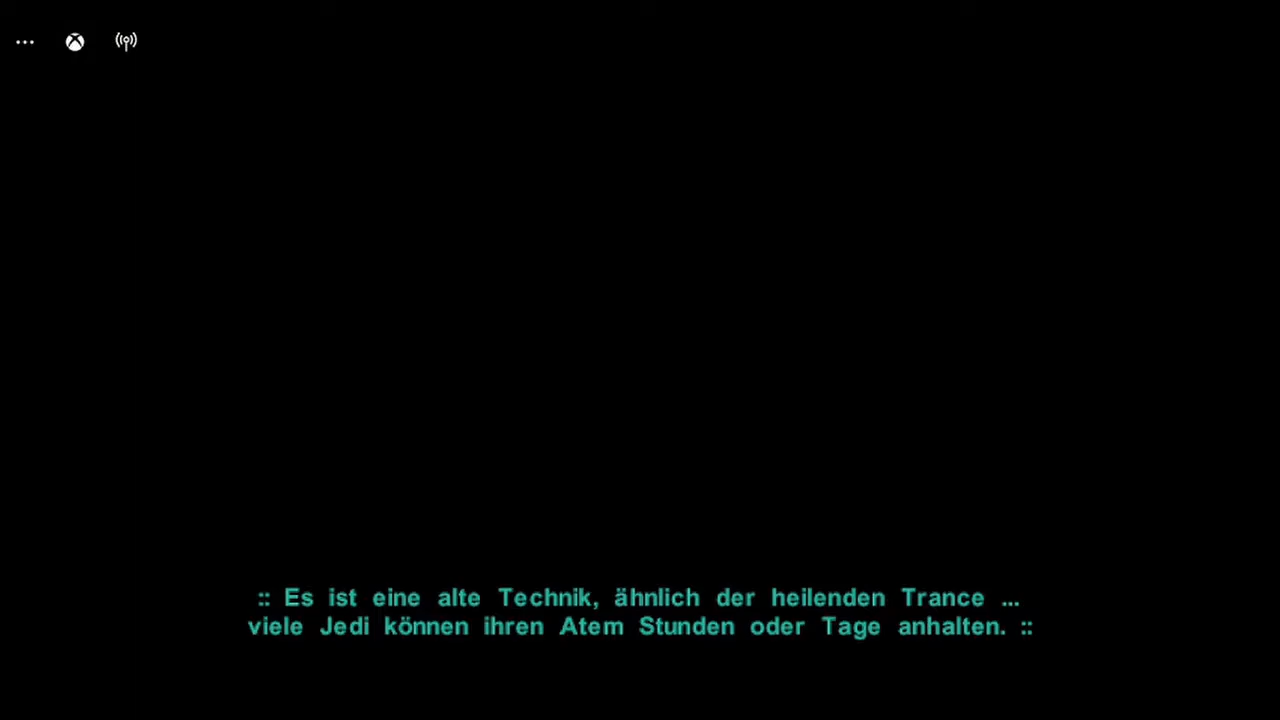 :: Es ist eine alte Technik, ähnlich der heilenden Trance ...
viele Jedi können ihren Atem Stunden oder Tage anhalten. ::